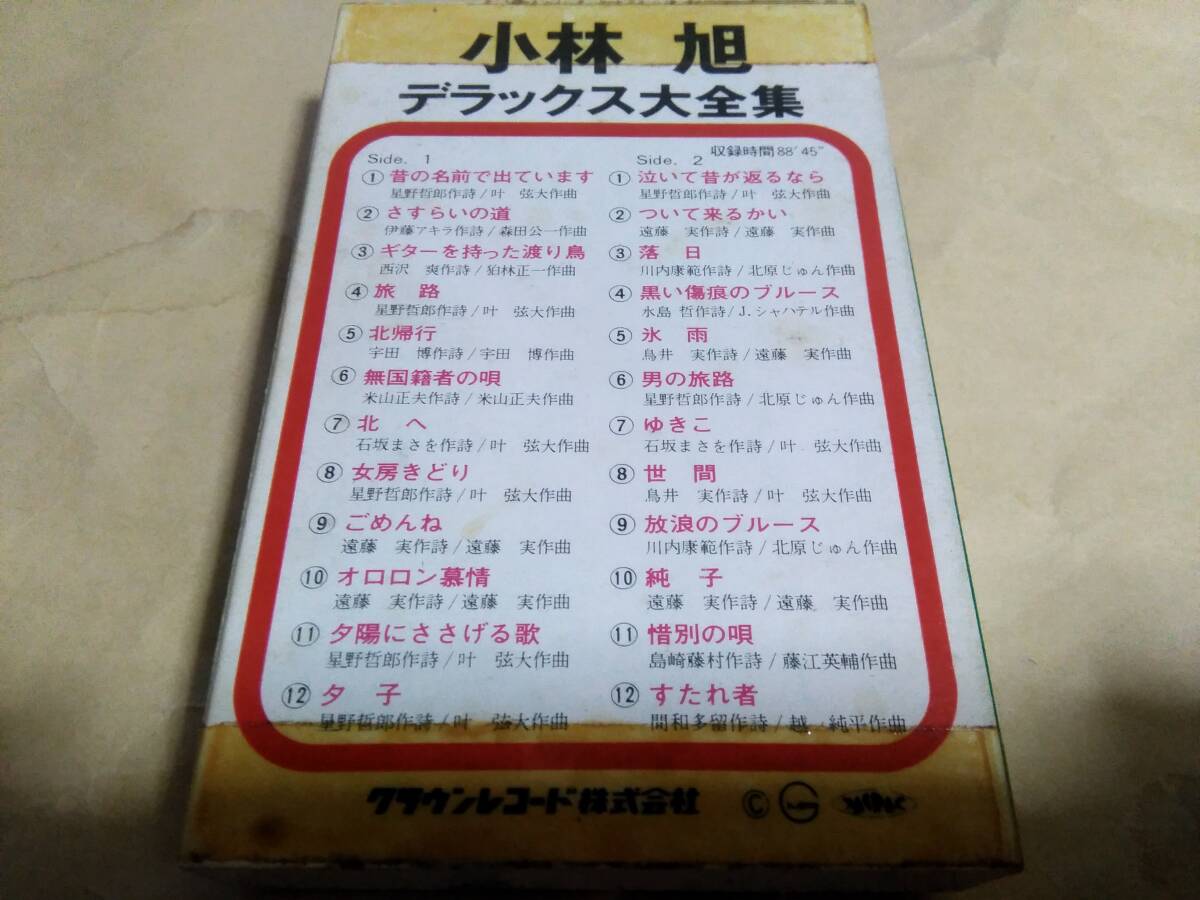 小林 旭
デラックス大全集
収録時間88′45″
Side. 1
① 昔の名前で出ています
星野哲郎作詩/叶 弦大作曲
② さすらいの道
伊藤アキラ作詩/森田公一作曲
③ ギターを持った渡り鳥
西沢 爽作詩/狛林正一作曲
④ 旅 路
星野哲郎作詩/叶 弦大作曲
⑤ 北帰行
宇田 博作詩/宇田 博作曲
⑥ 無国籍者の唄
米山正夫作詩/米山正夫作曲
⑦ 北 へ
石坂まさを作詩/叶 弦大作曲
⑧ 女房きどり
星野哲郎作詩/叶 弦大作曲
⑨ ごめんね
遠藤 実作詩/遠藤 実作曲
⑩ オロロン慕情
遠藤 実作詩/遠藤 実作曲
⑪ 夕陽にささげる歌
星野哲郎作詩/叶 弦大作曲
⑫ 夕 子
星野哲郎作詩/叶 弦大作曲
Side. 2
① 泣いて昔が返るなら
星野哲郎作詩/叶 弦大作曲
② ついて来るかい
遠藤 実作詩/遠藤 実作曲
③ 落 日
川内康範作詩/北原じゅん作曲
④ 黒い傷痕のブルース
水島 哲作詩/J.シャハテル作曲
⑤ 氷 雨
鳥井 実作詩/遠藤 実作曲
⑥ 男の旅路
星野哲郎作詩/北原じゅん作曲
⑦ ゆきこ
石坂まさを作詩/叶 弦大作曲
⑧ 世 間
鳥井 実作詩/叶 弦大作曲
⑨ 放浪のブルース
川内康範作詩/北原じゅん作曲
⑩ 純 子
遠藤 実作詩/遠藤 実作曲
⑪ 惜別の唄
島崎藤村作詩/藤江英輔作曲
⑫ すたれ者
間和多留作詩/越 純平作曲
クラウンレコード株式会社 Ⓒ